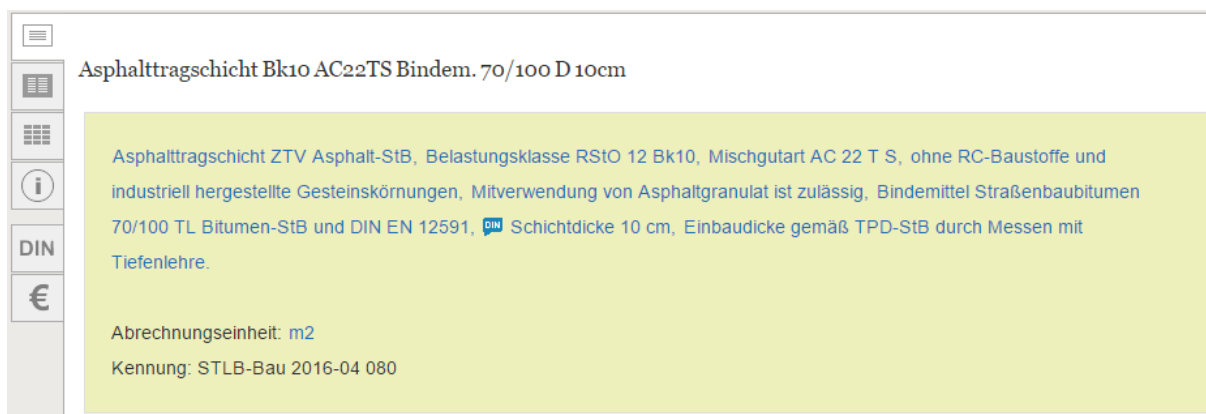 Asphalttragschicht Bk10 AC22TS Bindem. 70/100 D 10cm
Asphalttragschicht ZTV Asphalt-StB, Belastungsklasse RStO 12 Bk10, Mischgutart AC 22 T S, ohne RC-Baustoffe und
industriell hergestellte Gesteinskörnungen, Mitverwendung von Asphaltgranulat ist zulässig, Bindemittel Straßenbaubitumen
70/100 TL Bitumen-StB und DIN EN 12591, DIN Schichtdicke 10 cm, Einbaudicke gemäß TPD-StB durch Messen mit
Tiefenlehre.
Abrechnungseinheit: m2
Kennung: STLB-Bau 2016-04 080
i
DIN
€